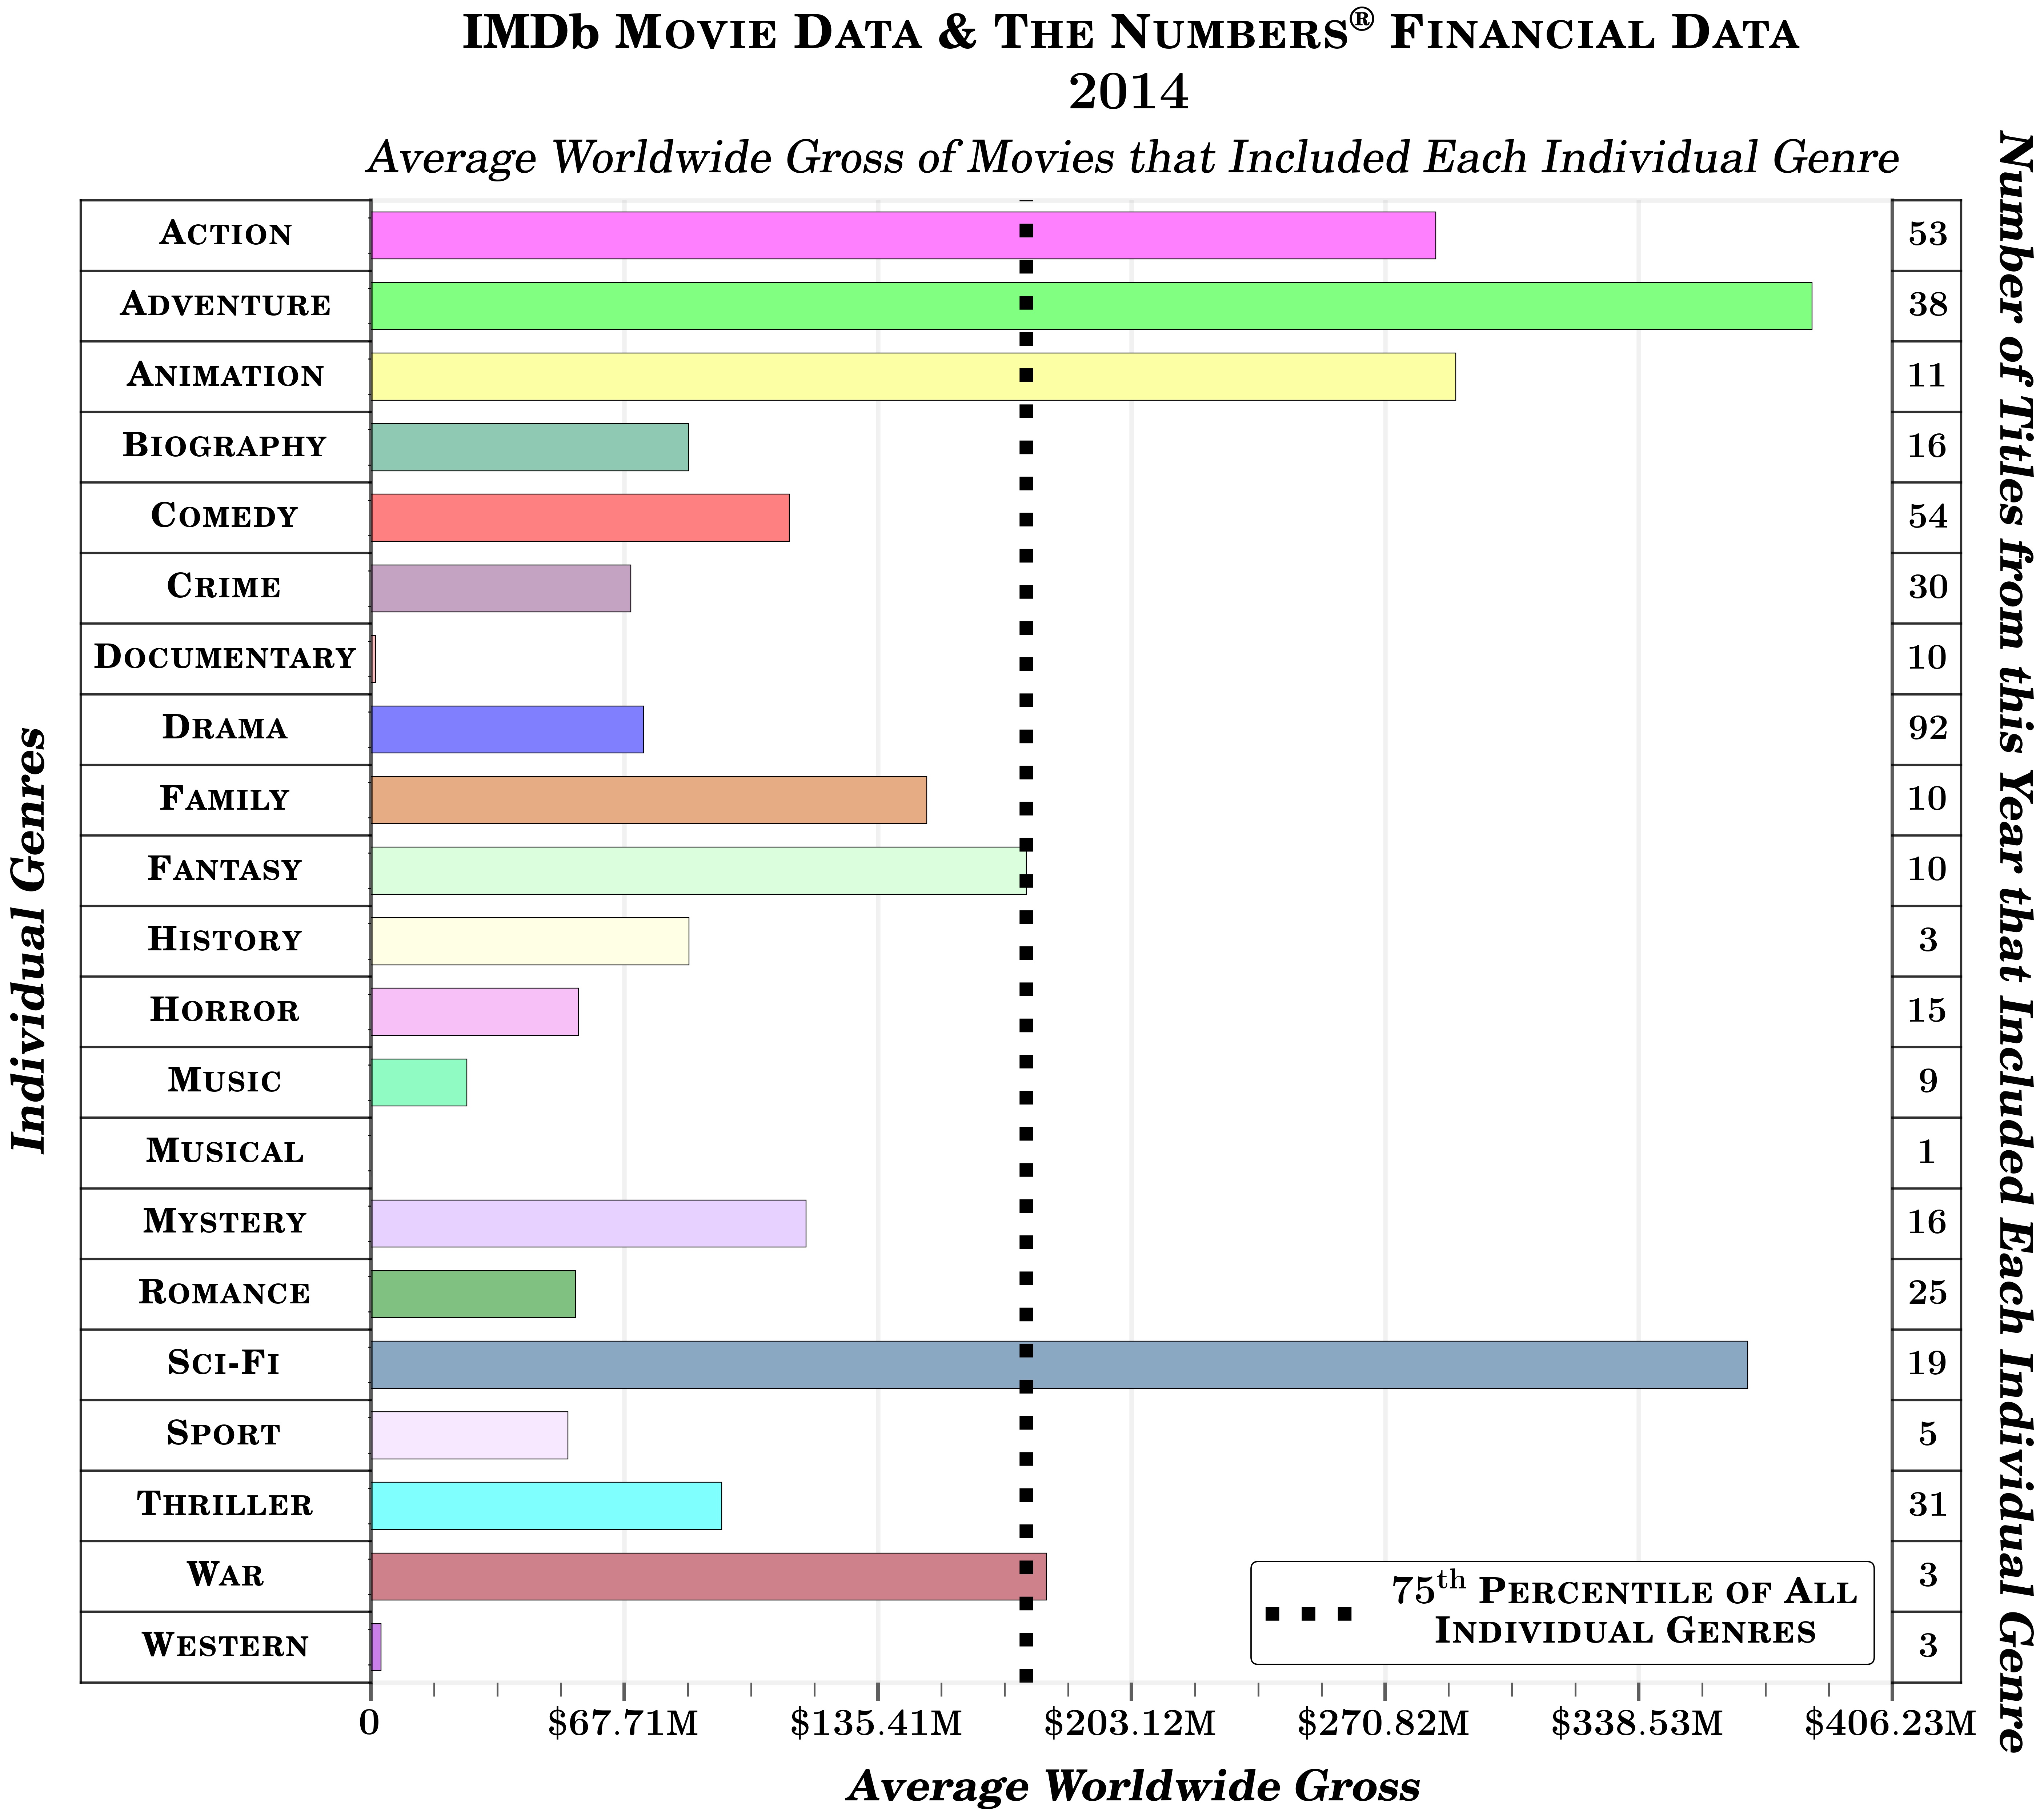 IMDb Movie Data & The Numbers® Financial Data
2014
Average Worldwide Gross of Movies that Included Each Individual Genre
Individual Genres
Action 53
Adventure 38
Animation 11
Biography 16
Comedy 54
Crime 30
Documentary 10
Drama 92
Family 10
Fantasy 10
History 3
Horror 15
Music 9
Musical 1
Mystery 16
Romance 25
Sci-Fi 19
Sport 5
Thriller 31
War 3
Western 3
75th Percentile of All
Individual Genres
0 $67.71M $135.41M $203.12M $270.82M $338.53M $406.23M
Average Worldwide Gross
Number of Titles from this Year that Included Each Individual Genre